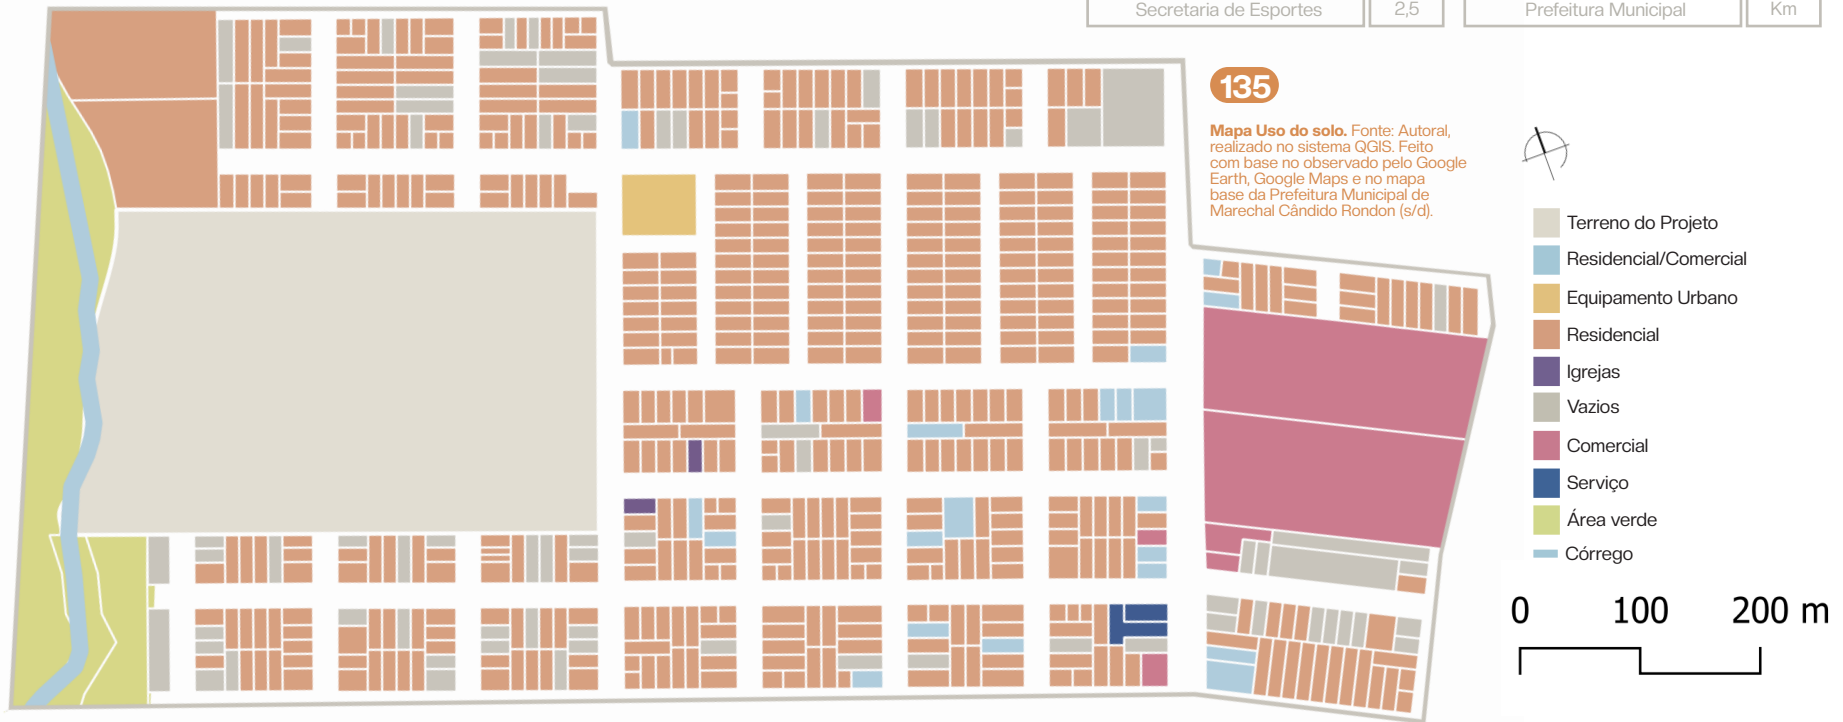 Secretaria de Esportes
2,5
Prefeitura Municipal
Km
135
Mapa Uso do solo. Fonte: Autoral,
realizado no sistema QGIS. Feito
com base no observado pelo Google
Earth, Google Maps e no mapa
base da Prefeitura Municipal de
Marechal Cândido Rondon (s/d).
Terreno do Projeto
Residencial/Comercial
Equipamento Urbano
Residencial
Igrejas
Vazios
Comercial
Serviço
Área verde
Córrego
0 100 200 m